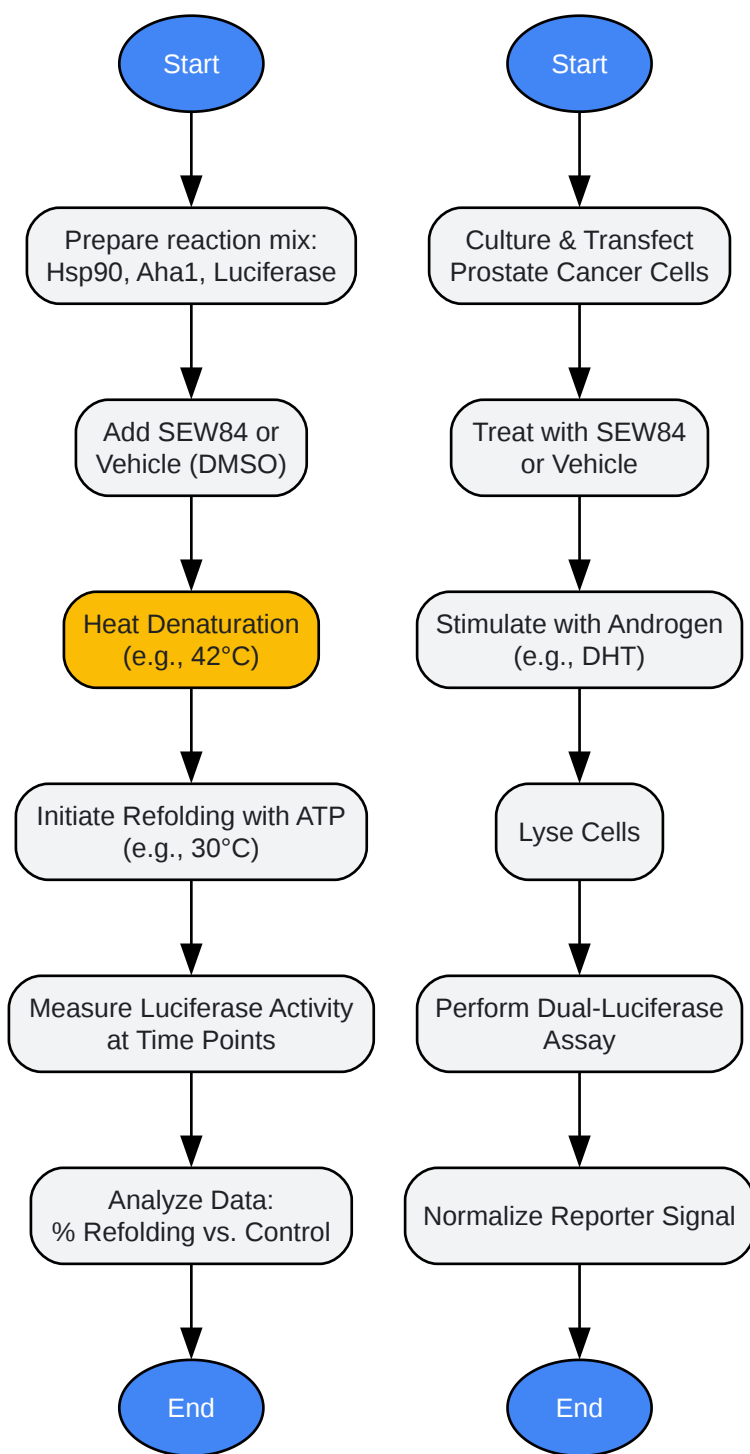 Start
Prepare reaction mix:
Hsp90, Aha1, Luciferase
Add SEW84 or
Vehicle (DMSO)
Heat Denaturation
(e.g., 42°C)
Initiate Refolding with ATP
(e.g., 30°C)
Measure Luciferase Activity
at Time Points
Analyze Data:
% Refolding vs. Control
End
Start
Culture & Transfect
Prostate Cancer Cells
Treat with SEW84
or Vehicle
Stimulate with Androgen
(e.g., DHT)
Lyse Cells
Perform Dual-Luciferase
Assay
Normalize Reporter Signal
End